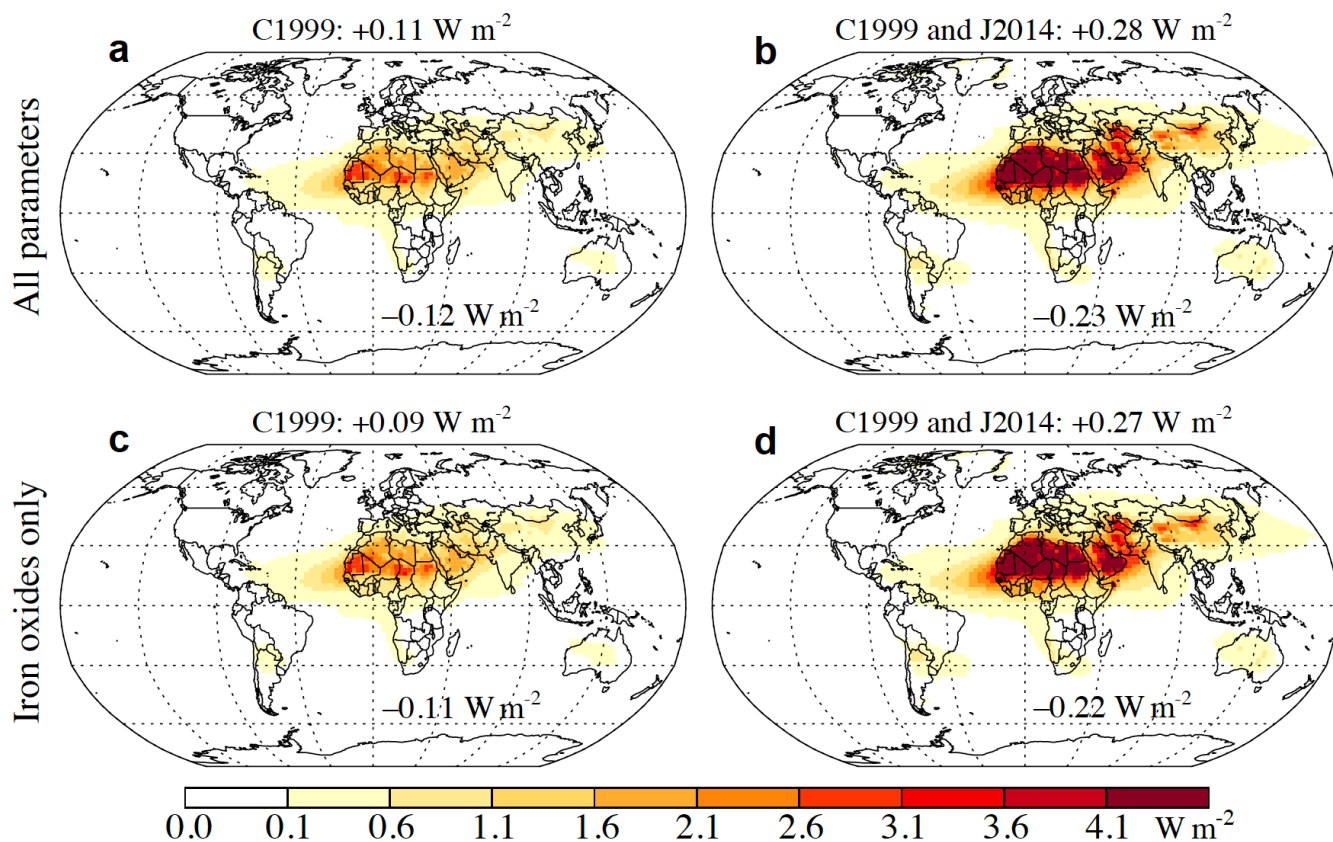 a
C1999: +0.11 W m-2
b
C1999 and J2014: +0.28 W m-2
All parameters
−0.12 W m-2
−0.23 W m-2
c
C1999: +0.09 W m-2
d
C1999 and J2014: +0.27 W m-2
Iron oxides only
−0.11 W m-2
−0.22 W m-2
0.0 0.1 0.6 1.1 1.6 2.1 2.6 3.1 3.6 4.1 W m-2